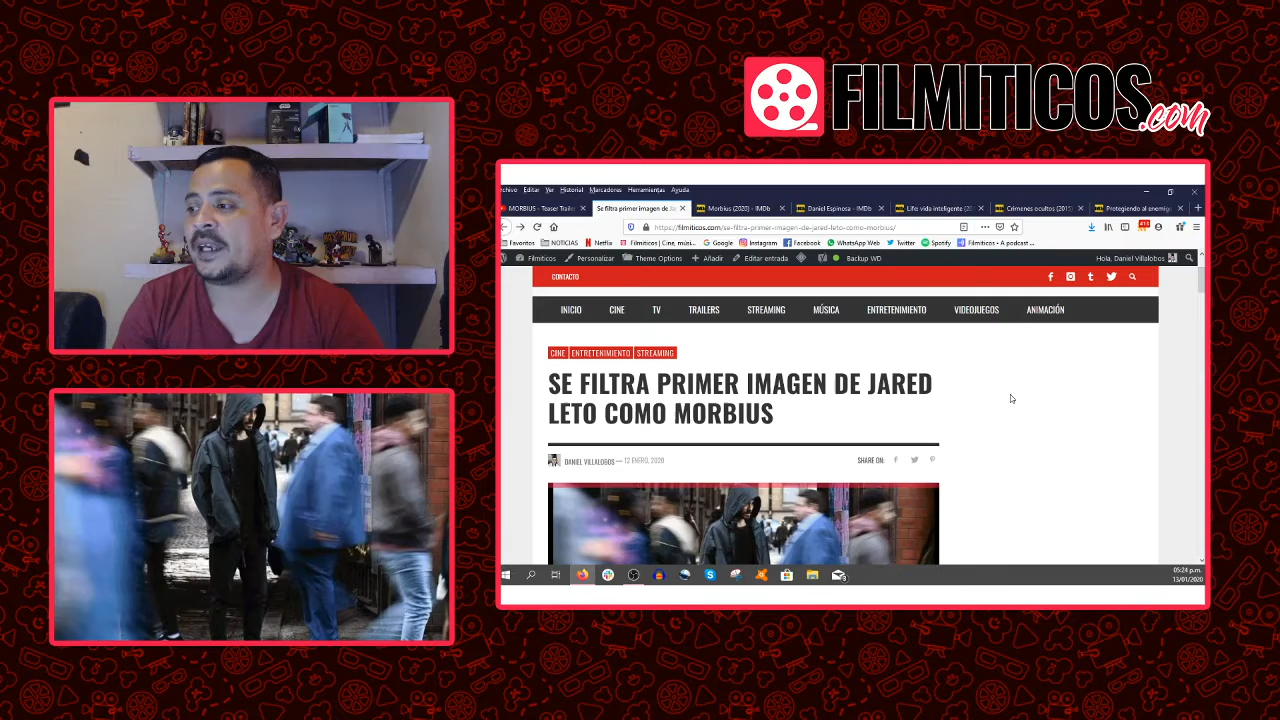 FILMITICOS
.com
Editar Ver Historial Marcadores Herramientas Ayuda
MORBIUS - Teaser Trailer
Se filtra primer imagen de Ja
Morbius (2020) - IMDb
Daniel Espinosa - IMDb
Life: vida inteligente (20
Crimenes ocultos (2015)
Protegiendo al enemigo
https://filmiticos.com/se-filtra-primer-imagen-de-jared-leto-como-morbius/
Favoritos NOTICIAS Netflix Filmiticos | Cine, músi... Google Instagram Facebook WhatsApp Web Twitter Spotify Filmiticos • A podcast ...
Filmiticos Personalizar Theme Options Añadir Editar entrada Backup WD Hola, Daniel Villalobos
CONTACTO
INICIO CINE TV TRAILERS STREAMING MÚSICA ENTRETENIMIENTO VIDEOJUEGOS ANIMACIÓN
CINE ENTRETENIMIENTO STREAMING
SE FILTRA PRIMER IMAGEN DE JARED
LETO COMO MORBIUS
DANIEL VILLALOBOS — 12 ENERO, 2020
SHARE ON:
05:24 p.m.
13/01/2020